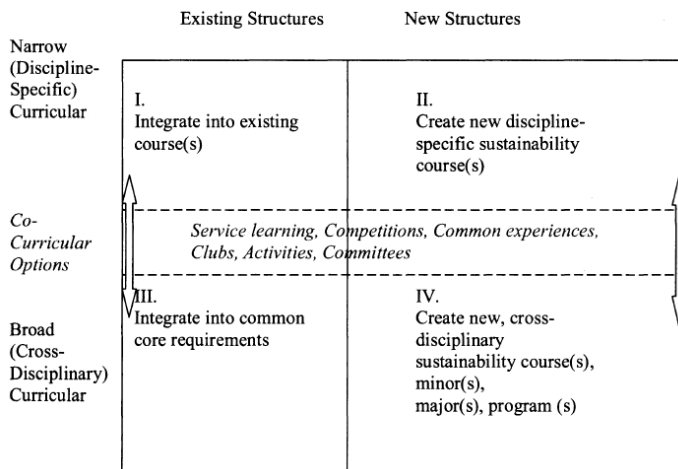 Existing Structures
New Structures
Narrow
(Discipline-
Specific)
Curricular
I.
Integrate into existing
course(s)
II.
Create new discipline-
specific sustainability
course(s)
Co-
Curricular
Options
Service learning, Competitions, Common experiences,
Clubs, Activities, Committees
Broad
(Cross-
Disciplinary)
Curricular
III.
Integrate into common
core requirements
IV.
Create new, cross-
disciplinary
sustainability course(s),
minor(s),
major(s), program (s)